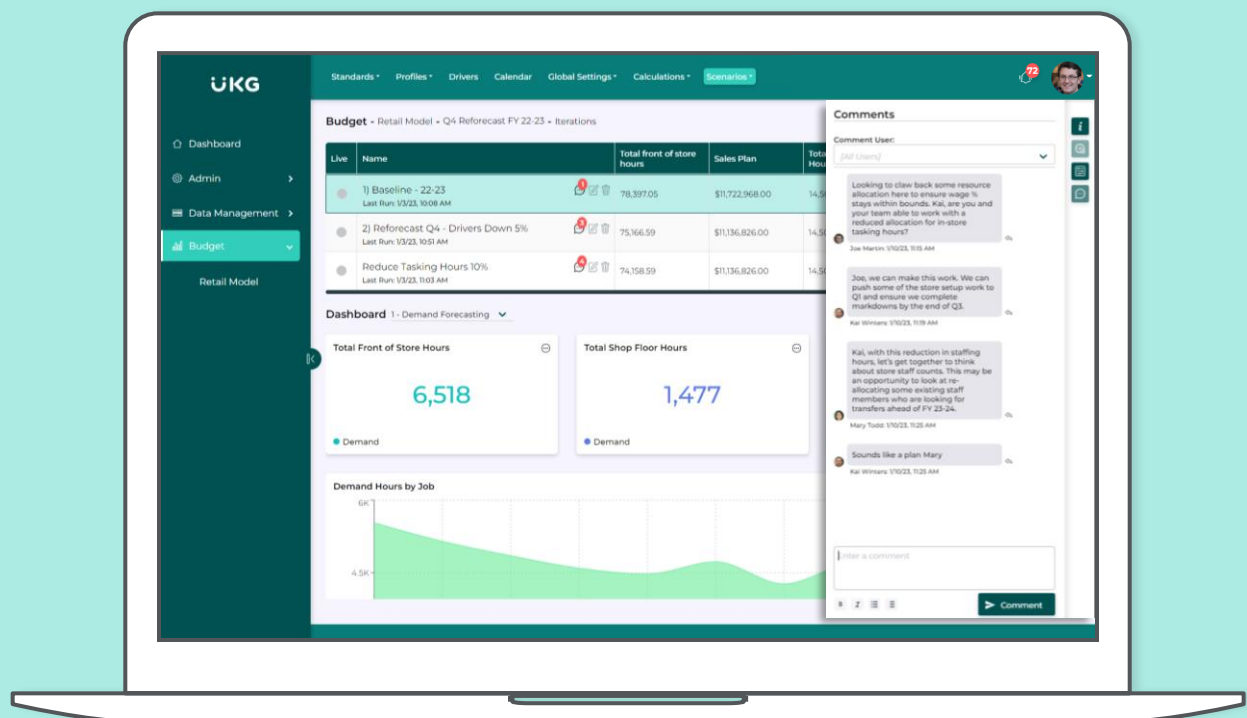 UKG
Standards
Profiles
Drivers
Calendar
Global Settings
Calculations
Scenarios
72
Dashboard
Admin
Data Management
Budget
Retail Model
Budget - Retail Model - Q4 Reforecast FY 22-23 - Iterations
Live
Name
Total front of store
hours
Sales Plan
1) Baseline - 22-23
Last Run: 1/3/23, 10:08 AM
1
78,397.05
$11,722,968.00
2) Reforecast Q4 - Drivers Down 5%
Last Run: 1/3/23, 10:51 AM
3
75,166.59
$11,136,826.00
Reduce Tasking Hours 10%
Last Run: 1/3/23, 11:03 AM
4
74,158.59
$11,136,826.00
Dashboard 1 - Demand Forecasting
Total Front of Store Hours
6,518
Demand
Total Shop Floor Hours
1,477
Demand
Demand Hours by Job
6K
4.5K
Comments
Comment User:
[All Users]
Looking to claw back some resource
allocation here to ensure wage %
stays within bounds. Kai, are you and
your team able to work with a
reduced allocation for in-store
tasking hours?
Joe Martin: 1/10/23, 11:15 AM
Joe, we can make this work. We can
push some of the store setup work to
Q1 and ensure we complete
markdowns by the end of Q3.
Kai Winters: 1/10/23, 11:19 AM
Kai, with this reduction in staffing
hours, let's get together to think
about store staff counts. This may be
an opportunity to look at re-
allocating some existing staff
members who are looking for
transfers ahead of FY 23-24.
Mary Todd: 1/10/23, 11:25 AM
Sounds like a plan Mary
Kai Winters: 1/10/23, 11:25 AM
Enter a comment
Comment